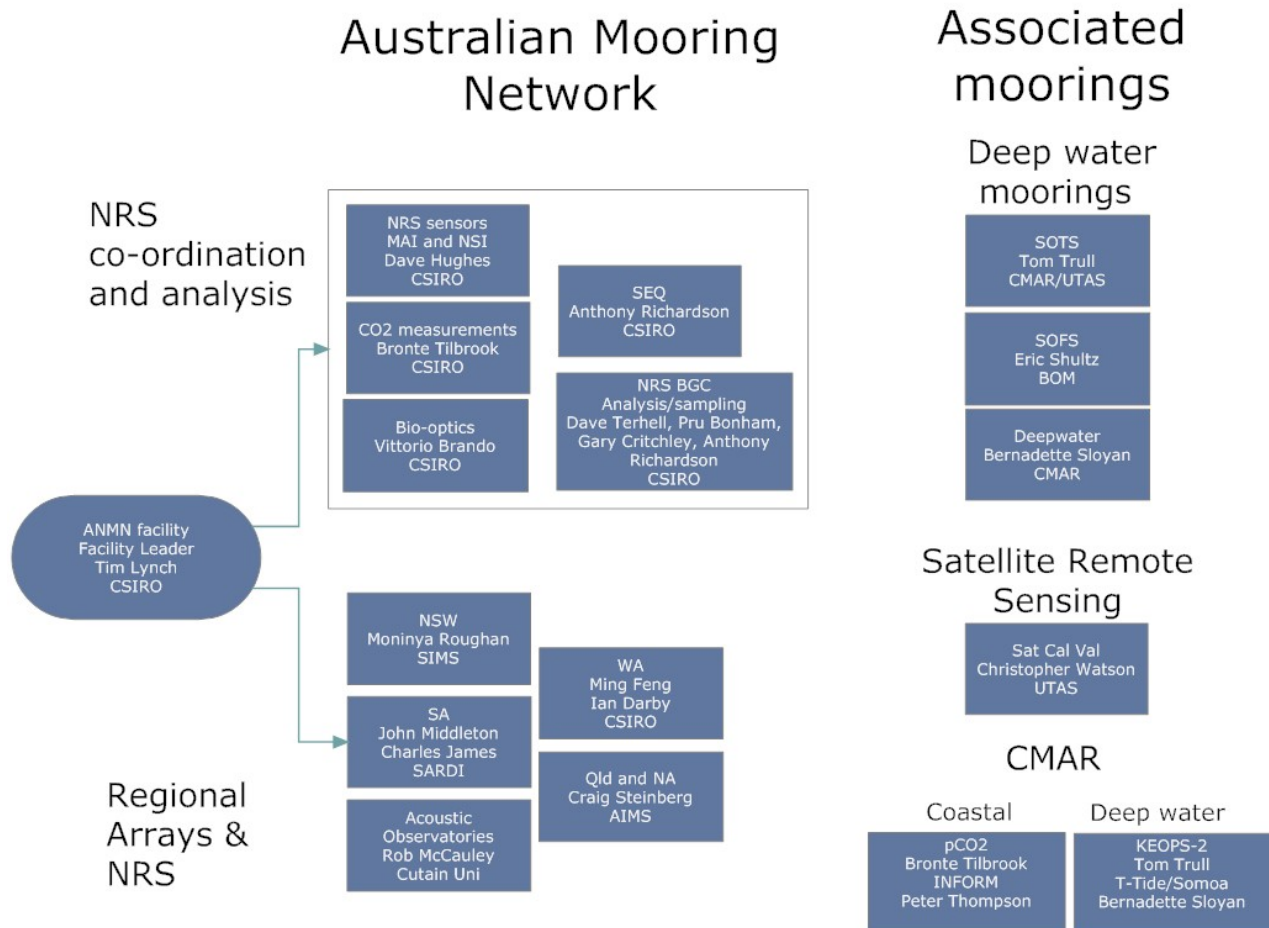 Australian Mooring
Network
Associated
moorings
NRS
co-ordination
and analysis
NRS sensors
MAI and NSI
Dave Hughes
CSIRO
CO2 measurements
Bronte Tilbrook
CSIRO
Bio-optics
Vittorio Brando
CSIRO
SEQ
Anthony Richardson
CSIRO
NRS BGC
Analysis/sampling
Dave Terhell, Pru Bonham,
Gary Critchley, Anthony
Richardson
CSIRO
ANMN facility
Facility Leader
Tim Lynch
CSIRO
Regional
Arrays &
NRS
NSW
Moninya Roughan
SIMS
SA
John Middleton
Charles James
SARDI
Acoustic
Observatories
Rob McCauley
Cutain Uni
WA
Ming Feng
Ian Darby
CSIRO
Qld and NA
Craig Steinberg
AIMS
Deep water
moorings
SOTS
Tom Trull
CMAR/UTAS
SOFS
Eric Shultz
BOM
Deepwater
Bernadette Sloyan
CMAR
Satellite Remote
Sensing
Sat Cal Val
Christopher Watson
UTAS
CMAR
Coastal
pCO2
Bronte Tilbrook
INFORM
Peter Thompson
Deep water
KEOPS-2
Tom Trull
T-Tide/Somoa
Bernadette Sloyan